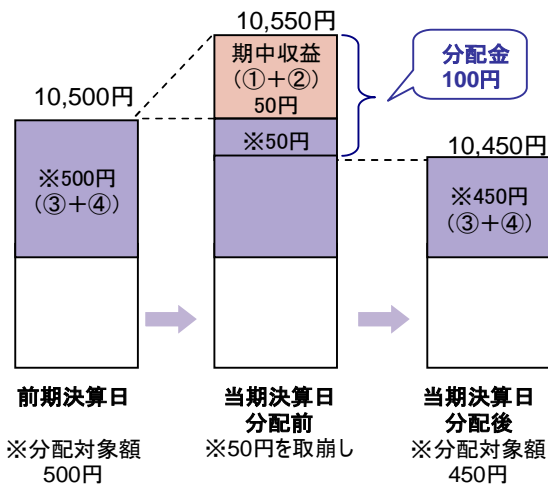 10,500円
※500円
(③+④)
前期決算日
※分配対象額
500円
10,550円
期中収益
(①+②)
50円
※50円
分配金
100円
当期決算日
分配前
※50円を取崩し
10,450円
※450円
(③+④)
当期決算日
分配後
※分配対象額
450円